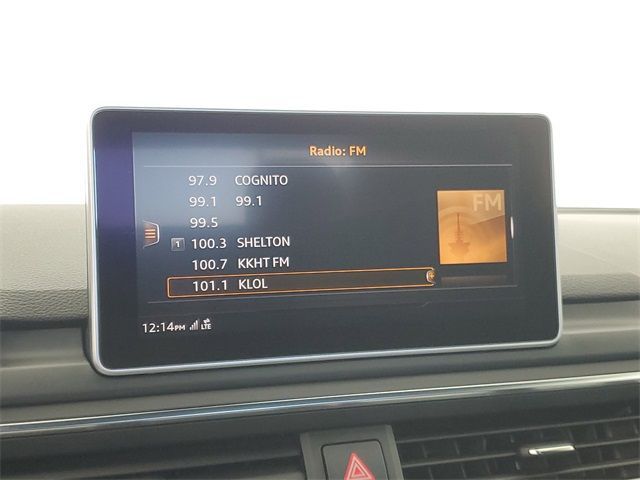 Radio: FM
97.9 COGNITO
99.1 99.1
99.5
1 100.3 SHELTON
100.7 KKHT FM
101.1 KLOL
FM
12:14PM LTE